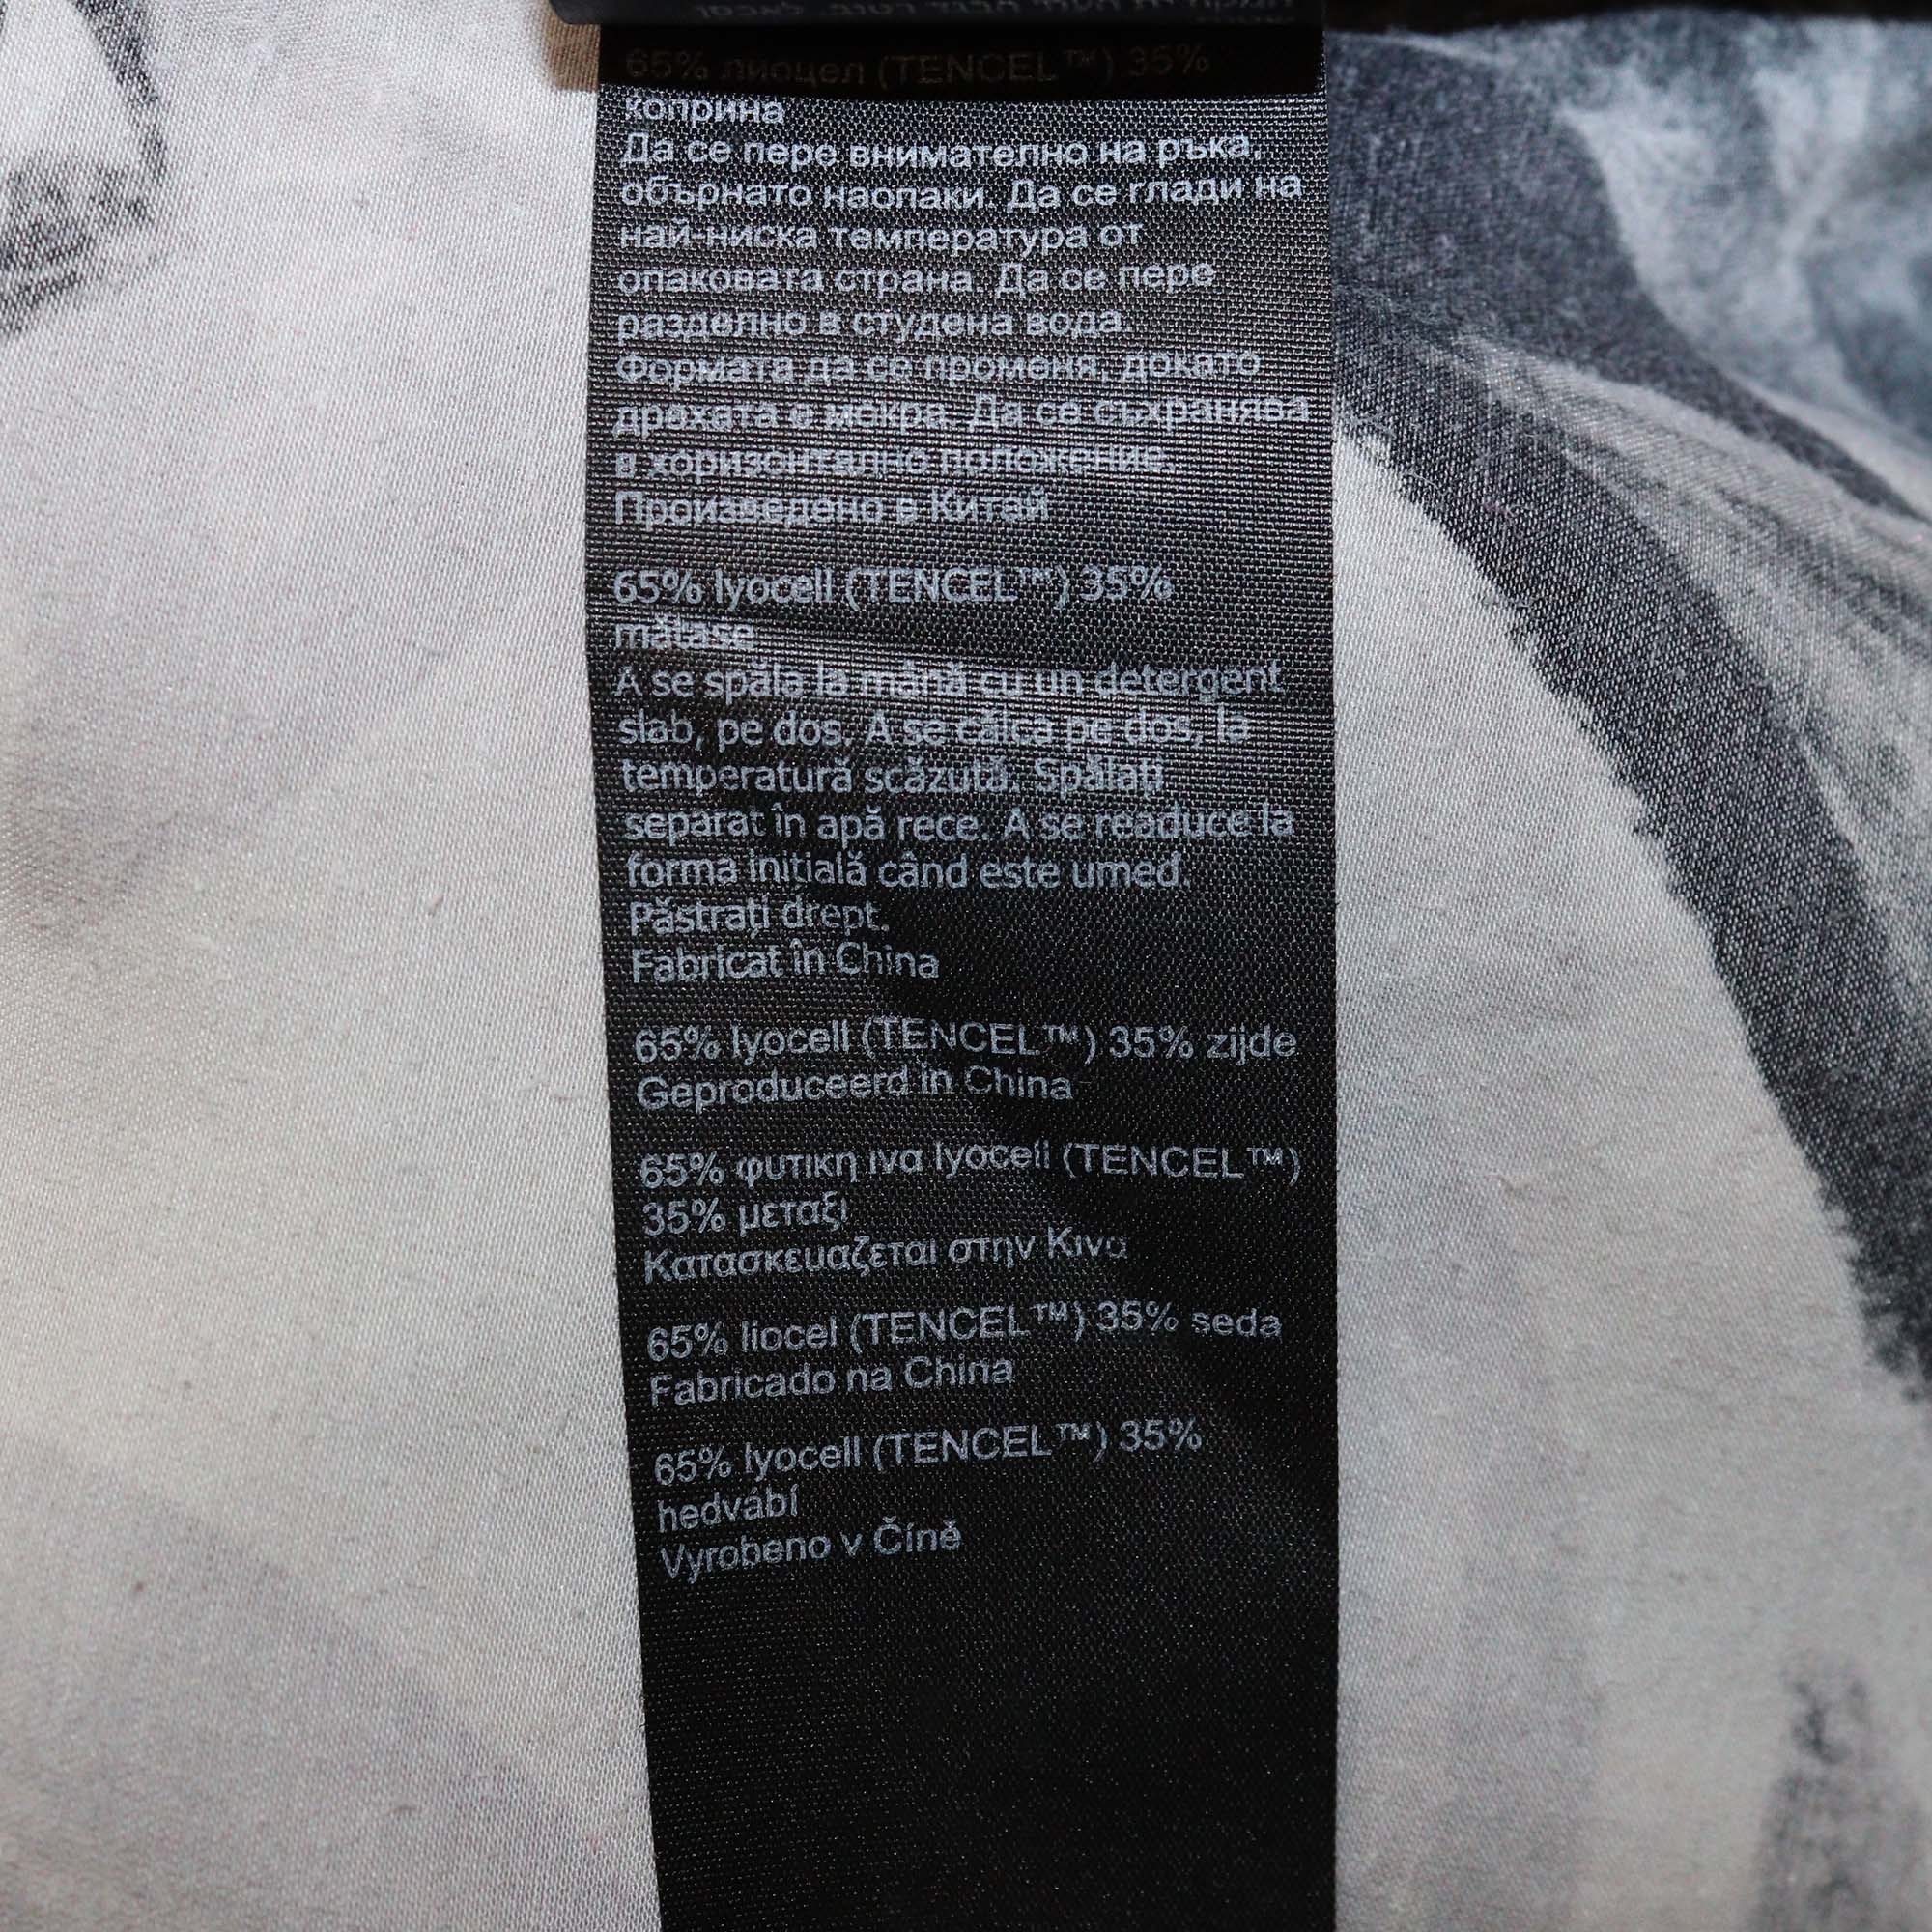 65% лиоцел (TENCEL™) 35%
коприна
Да се пере внимателно на ръка,
обърнато наопаки. Да се глади на
най-ниска температура от
опаковата страна. Да се пере
разделно в студена вода.
Формата да се променя, докато
дрехата е мокра. Да се съхранява
в хоризонтално положение.
Произведено в Китай
65% lyocell (TENCEL™) 35%
mătase
A se spăla la mână cu un detergent
slab, pe dos. A se călca pe dos, la
temperatură scăzută. Spălați
separat în apă rece. A se readuce la
forma inițială când este umed.
Păstrați drept.
Fabricat în China
65% lyocell (TENCEL™) 35% zijde
Geproduceerd in China
65% φυτικη ινα lyocell (TENCEL™)
35% μεταξι
Κατασκευαζεται στην Κινα
65% liocel (TENCEL™) 35% seda
Fabricado na China
65% lyocell (TENCEL™) 35%
hedvábí
Vyrobeno v Číně